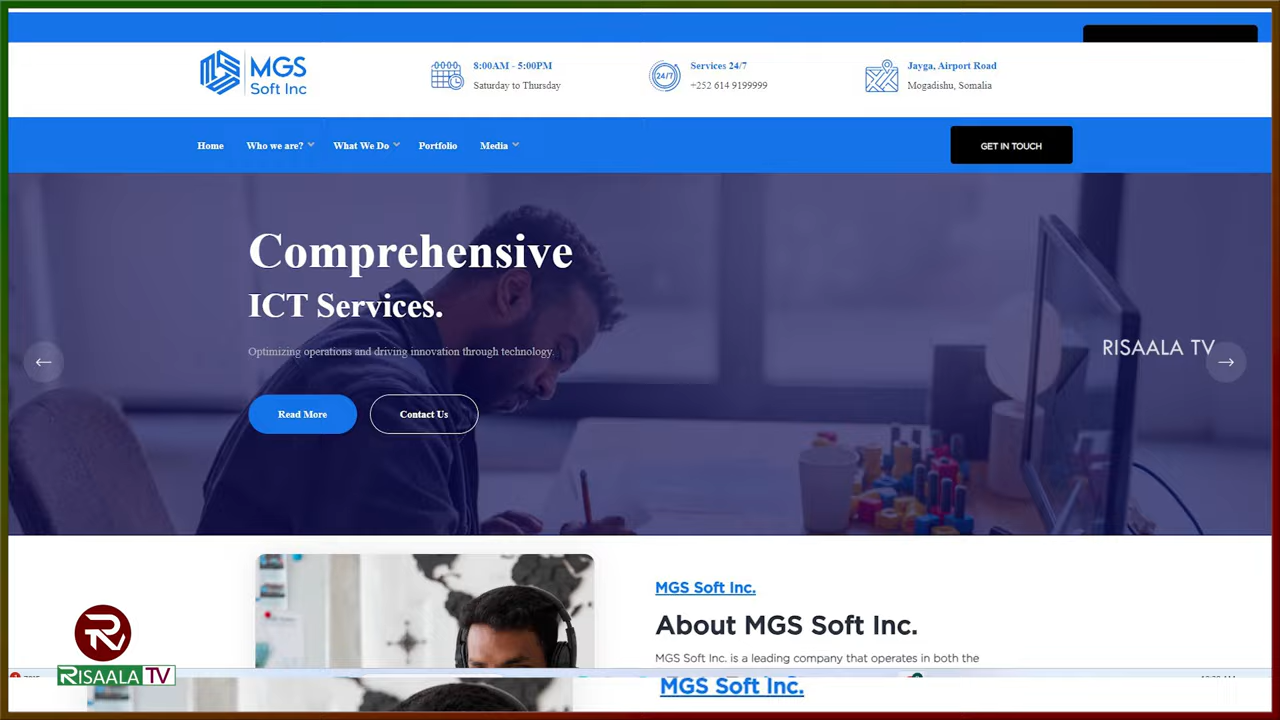 MGS
Soft Inc
8:00AM - 5:00PM
Saturday to Thursday
24/7
Services 24/7
+252 614 9199999
Jayga, Airport Road
Mogadishu, Somalia
Home
Who we are?
What We Do
Portfolio
Media
GET IN TOUCH
Comprehensive
ICT Services.
Optimizing operations and driving innovation through technology.
RISAALA TV
Read More
Contact Us
MGS Soft Inc.
About MGS Soft Inc.
MGS Soft Inc. is a leading company that operates in both the
RISAALA TV
MGS Soft Inc.